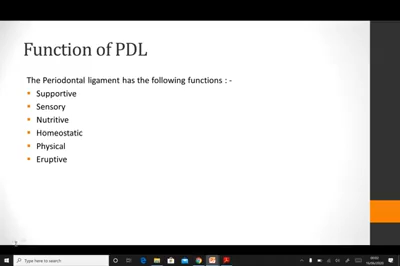 Function of PDL
The Periodontal ligament has the following functions : -
Supportive
Sensory
Nutritive
Homeostatic
Physical
Eruptive
Type here to search